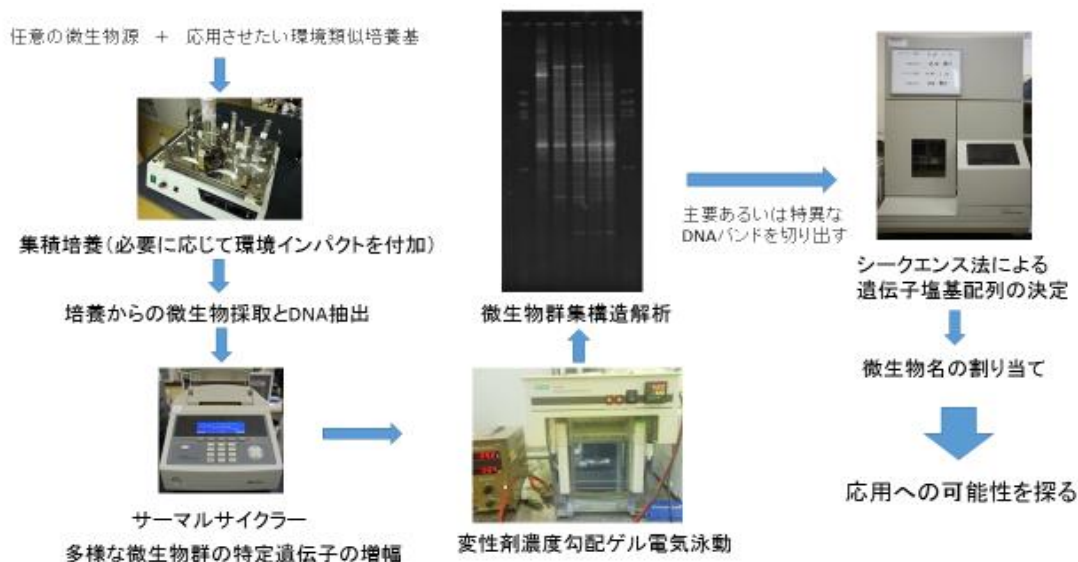 任意の微生物源 + 応用させたい環境類似培養基
集積培養(必要に応じて環境インパクトを付加)
培養からの微生物採取とDNA抽出
サーマルサイクラー
多様な微生物群の特定遺伝子の増幅
変性剤濃度勾配ゲル電気泳動
微生物群集構造解析
主要あるいは特異な
DNAバンドを切り出す
シークエンス法による
遺伝子塩基配列の決定
微生物名の割り当て
応用への可能性を探る